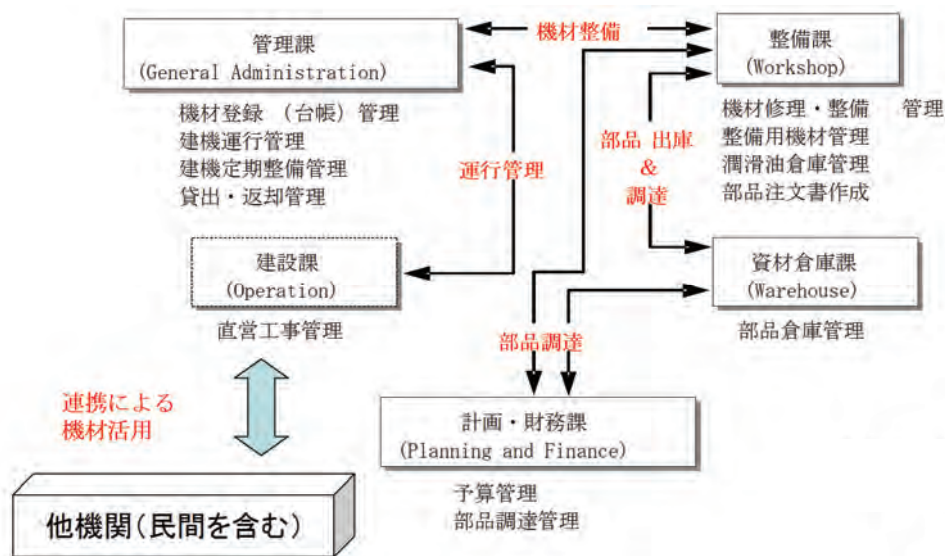 管理課
(General Administration)
機材登録 （台帳）管理
建機運行管理
建機定期整備管理
貸出・返却管理
機材整備
整備課
(Workshop)
機材修理・整備　管理
整備用機材管理
潤滑油倉庫管理
部品注文書作成
部品 出庫
&
調達
運行管理
建設課
(Operation)
直営工事管理
資材倉庫課
(Warehouse)
部品倉庫管理
部品調達
連携による
機材活用
計画・財務課
(Planning and Finance)
予算管理
部品調達管理
他機関(民間を含む)